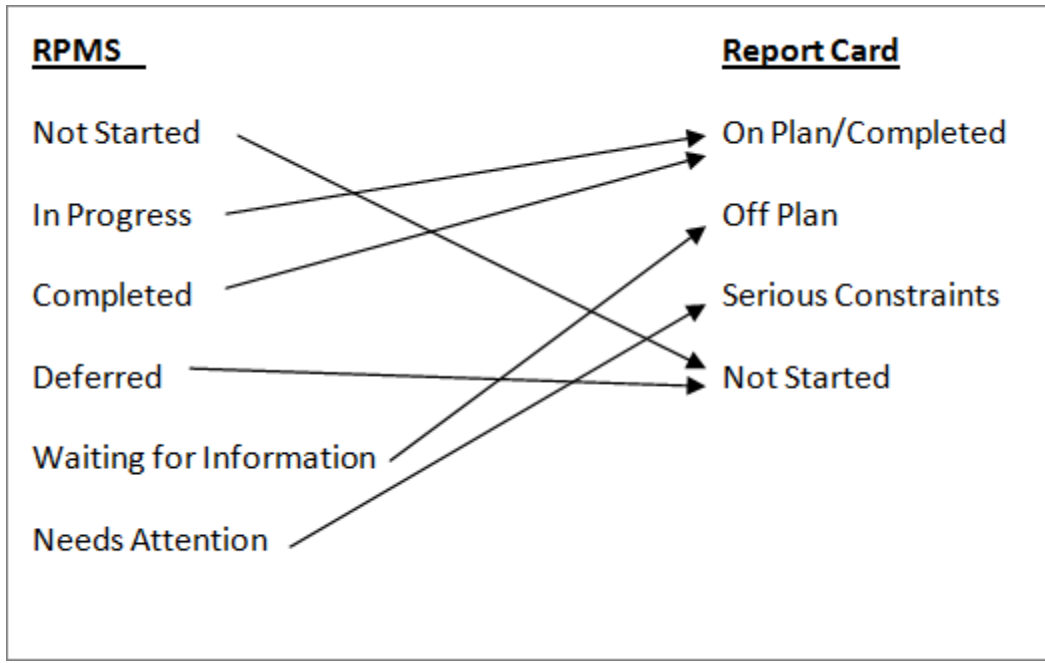 RPMS
Report Card
Not Started
On Plan/Completed
In Progress
Off Plan
Completed
Serious Constraints
Deferred
Not Started
Waiting for Information
Needs Attention